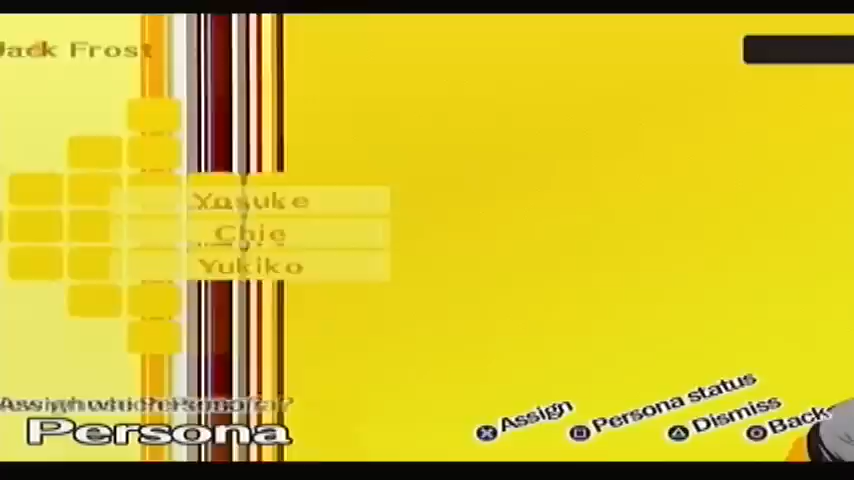 Jack Frost
Yosuke
Chie
Yukiko
Persona
Assign
Persona status
Dismiss
Back